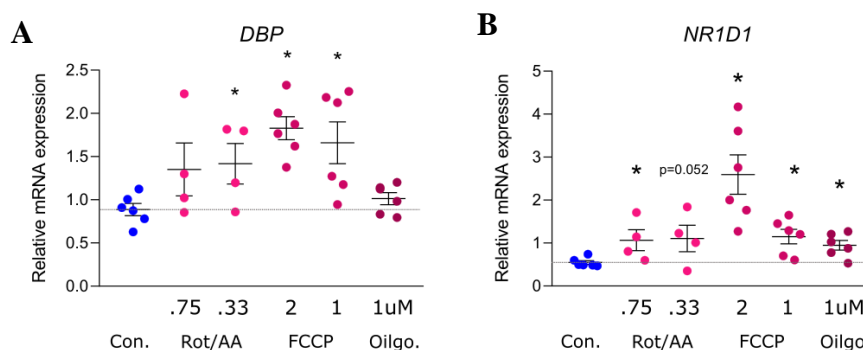 A
DBP
Relative mRNA expression
2.5
2.0
1.5
1.0
0.5
0.0
* * *
.75 .33 2 1 1uM
Con. Rot/AA FCCP Oilgo.
B
NR1D1
Relative mRNA expression
5
4
3
2
1
0
* p=0.052 * * *
.75 .33 2 1 1uM
Con. Rot/AA FCCP Oilgo.